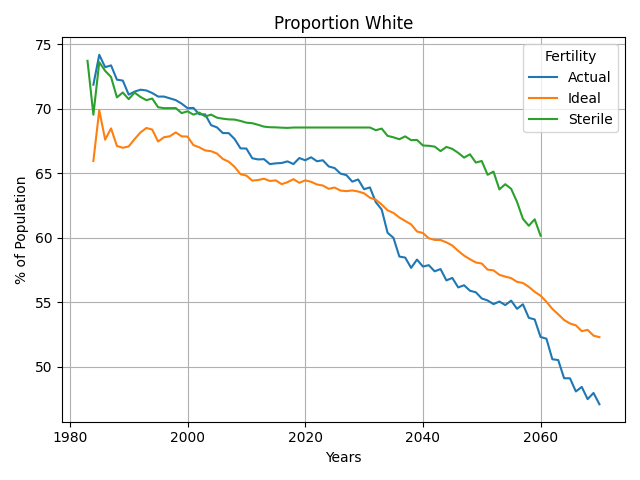 Proportion White
75
70
65
60
55
50
% of Population
1980
2000
2020
2040
2060
Years
Fertility
Actual
Ideal
Sterile